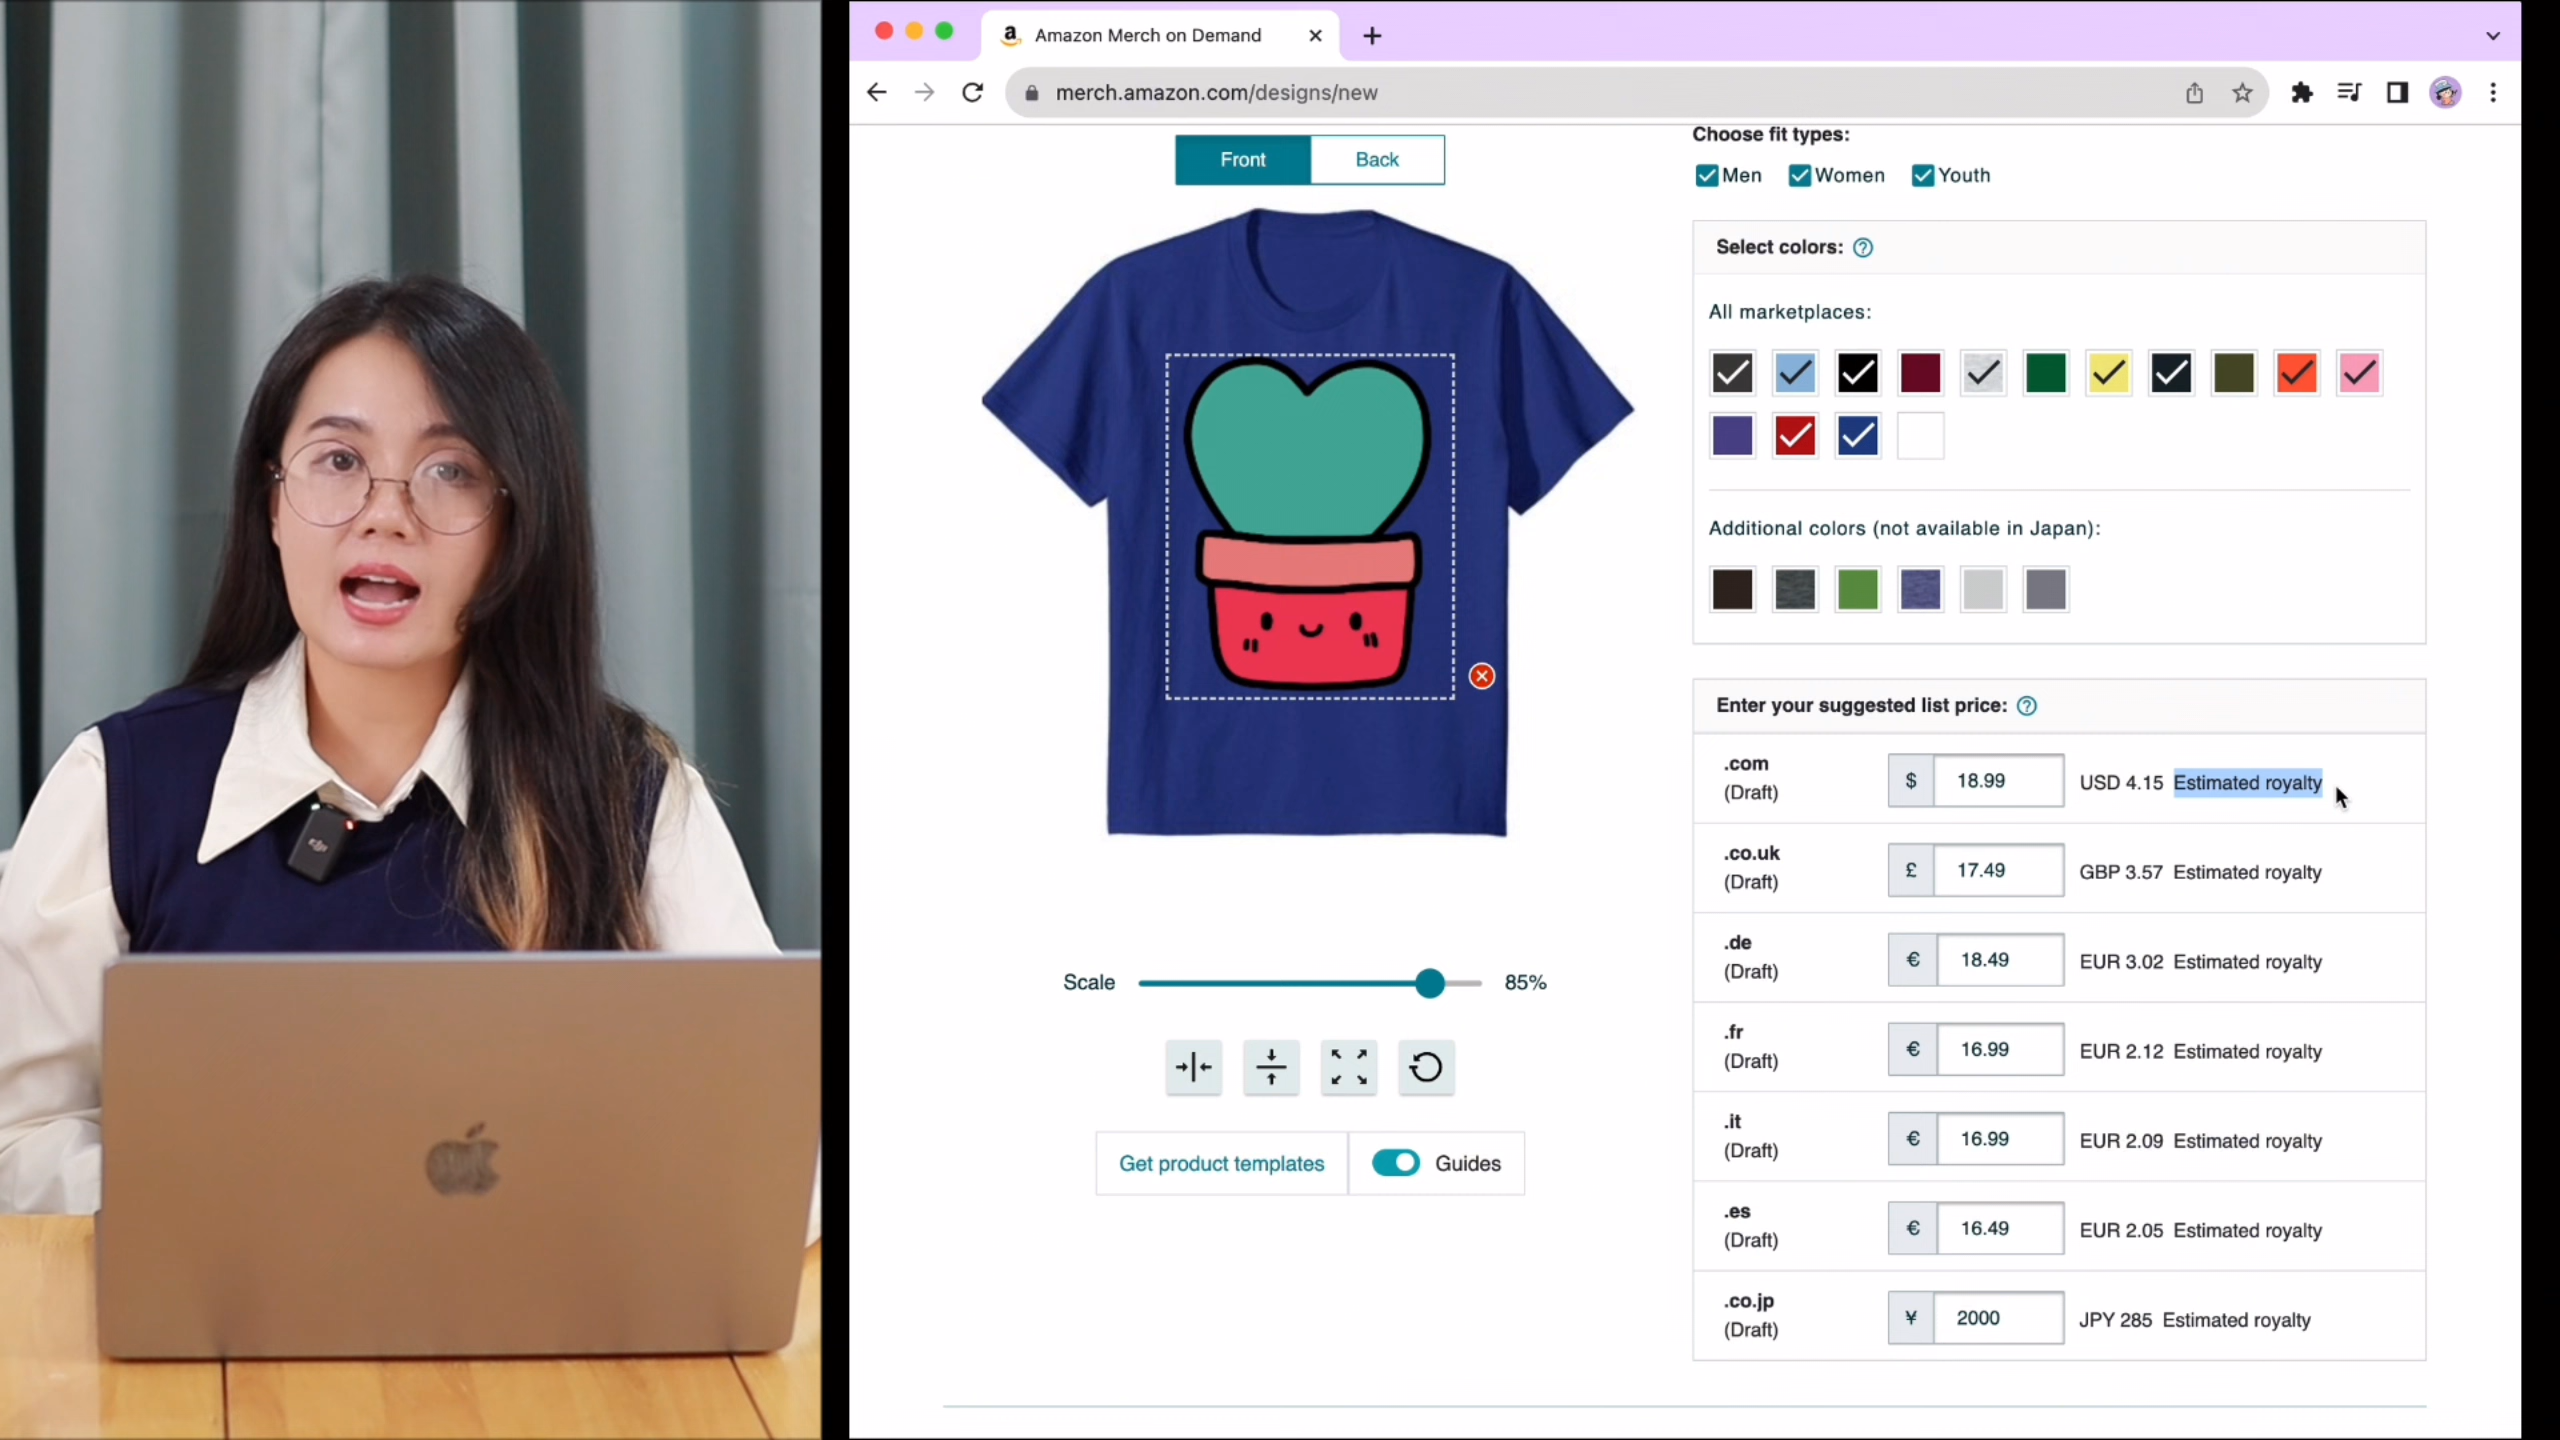 Amazon Merch on Demand
merch.amazon.com/designs/new
Front
Back
Choose fit types:
Men Women Youth
Select colors: ?
All marketplaces:
Additional colors (not available in Japan):
Enter your suggested list price: ?
.com
(Draft)
$ 18.99 USD 4.15 Estimated royalty
.co.uk
(Draft)
£ 17.49 GBP 3.57 Estimated royalty
.de
(Draft)
€ 18.49 EUR 3.02 Estimated royalty
.fr
(Draft)
€ 16.99 EUR 2.12 Estimated royalty
.it
(Draft)
€ 16.99 EUR 2.09 Estimated royalty
.es
(Draft)
€ 16.49 EUR 2.05 Estimated royalty
.co.jp
(Draft)
¥ 2000 JPY 285 Estimated royalty
Scale 85%
Get product templates
Guides
dji